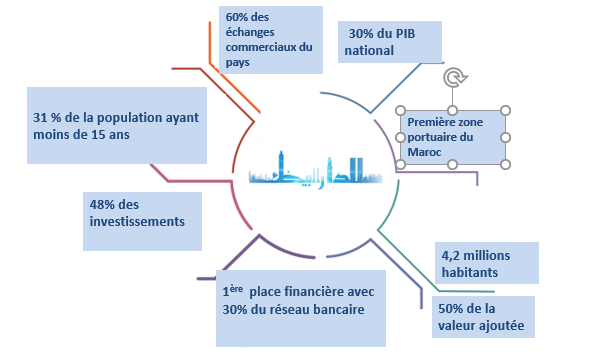 60% des
échanges
commerciaux du
pays
30% du PIB
national
31 % de la population ayant
moins de 15 ans
Première zone
portuaire du
Maroc
الدار البيضاء
48% des
investissements
4,2 millions
habitants
1ère place financière avec
30% du réseau bancaire
50% de la
valeur ajoutée